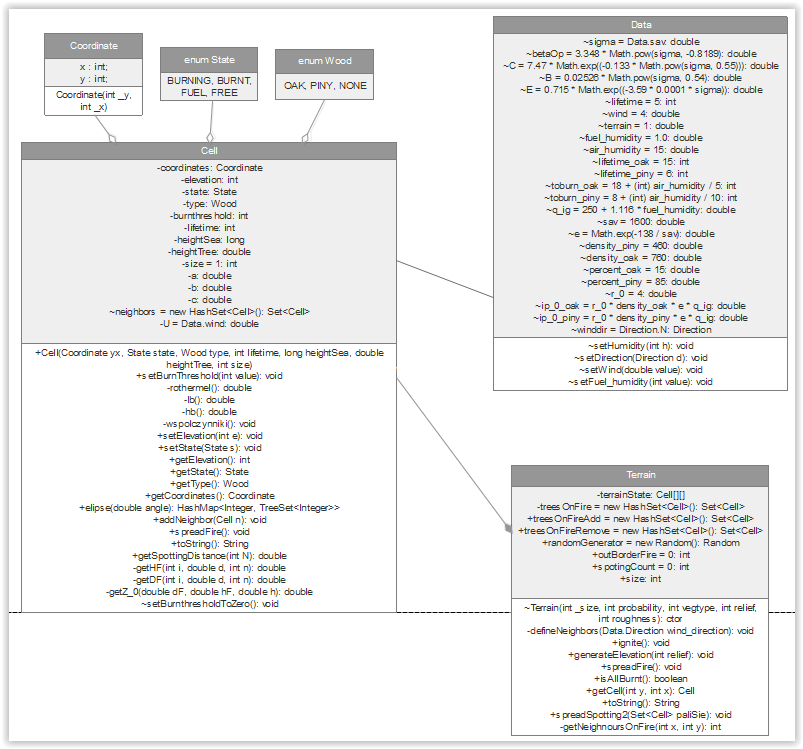 Coordinate
x : int;
y : int;
Coordinate(int _y,
int _x)
enum State
BURNING, BURNT,
FUEL, FREE
enum Wood
OAK, PINY, NONE
Cell
-coordinates: Coordinate
-elevation: int
-state: State
-type: Wood
-burnthreshold: int
-lifetime: int
-heightSea: long
-heightTree: double
-size = 1: int
-a: double
-b: double
-c: double
~neighbors = new HashSet<Cell>(): Set<Cell>
-U = Data.wind: double
+Cell(Coordinate yx, State state, Wood type, int lifetime, long heightSea, double
heightTree, int size)
+setBurnThreshold(int value): void
-rothermel(): double
-lb(): double
-hb(): double
-wspolczynniki(): void
+setElevation(int e): void
+setState(State s): void
+getElevation(): int
+getState(): State
+getType(): Wood
+getCoordinates(): Coordinate
+elipse(double angle): HashMap<Integer, TreeSet<Integer>>
+addNeighbor(Cell n): void
+spreadFire(): void
+toString(): String
+getSpottingDistance(int N): double
-getHF(int i, double d, int n): double
-getDF(int i, double d, int n): double
-getZ_0(double dF, double hF, double h): double
~setBurnthresholdToZero(): void
Data
~sigma = Data.sav: double
~betaOp = 3.348 * Math.pow(sigma, -0.8189): double
~C = 7.47 * Math.exp((-0.133 * Math.pow(sigma, 0.55))): double
~B = 0.02526 * Math.pow(sigma, 0.54): double
~E = 0.715 * Math.exp((-3.59 * 0.0001 * sigma)): double
~lifetime = 5: int
~wind = 4: double
~terrain = 1: double
~fuel_humidity = 1.0: double
~air_humidity = 15: double
~lifetime_oak = 15: int
~lifetime_piny = 6: int
~toburn_oak = 18 + (int) air_humidity / 5: int
~toburn_piny = 8 + (int) air_humidity / 10: int
~q_ig = 250 + 1.116 * fuel_humidity: double
~sav = 1600: double
~e = Math.exp(-138 / sav): double
~density_piny = 460: double
~density_oak = 760: double
~percent_oak = 15: double
~percent_piny = 85: double
~r_0 = 4: double
~ip_0_oak = r_0 * density_oak * e * q_ig: double
~ip_0_piny = r_0 * density_piny * e * q_ig: double
~winddir = Direction.N: Direction
~setHumidity(int h): void
~setDirection(Direction d): void
~setWind(double value): void
~setFuel_humidity(int value): void
Terrain
-terrainState: Cell[][]
-treesOnFire = new HashSet<Cell>(): Set<Cell>
+treesOnFireAdd = new HashSet<Cell>(): Set<Cell>
+treesOnFireRemove = new HashSet<Cell>(): Set<Cell>
+randomGenerator = new Random(): Random
+outBorderFire = 0: int
+spotingCount = 0: int
+size: int
~Terrain(int _size, int probability, int vegtype, int relief,
int roughness): ctor
-defineNeighbors(Data.Direction wind_direction): void
+ignite(): void
+generateElevation(int relief): void
+spreadFire(): void
+isAllBurnt(): boolean
+getCell(int y, int x): Cell
+toString(): String
+spreadSpotting2(Set<Cell> paliSie): void
-getNeighnoursOnFire(int x, int y): int